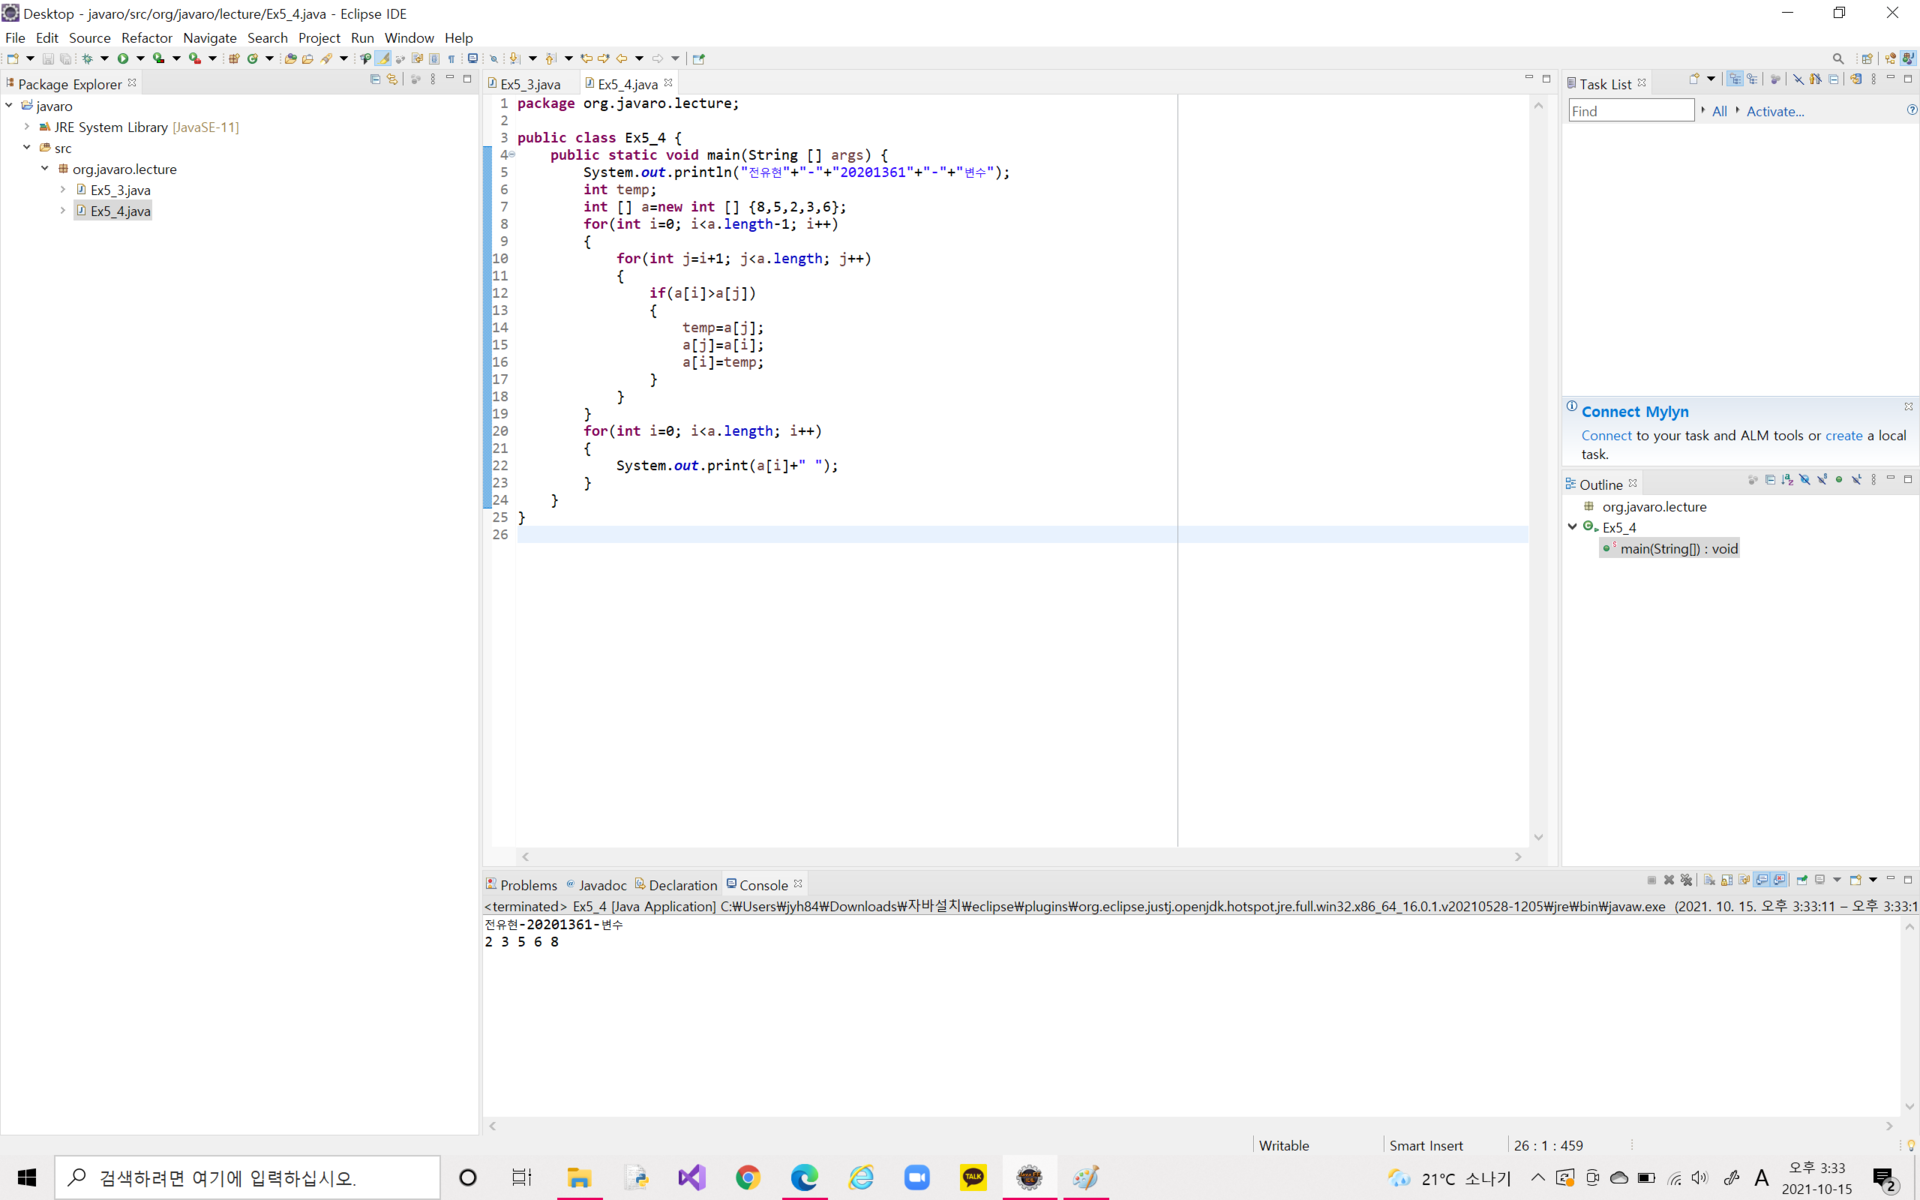 Desktop - javaro/src/org/javaro/lecture/Ex5_4.java - Eclipse IDE
File Edit Source Refactor Navigate Search Project Run Window Help
Package Explorer
javaro
JRE System Library [JavaSE-11]
src
org.javaro.lecture
Ex5_3.java
Ex5_4.java
Ex5_3.java Ex5_4.java
1 package org.javaro.lecture;
2
3 public class Ex5_4 {
4 public static void main(String [] args) {
5 System.out.println("전유현"+"-"+"20201361"+"-"+"변수");
6 int temp;
7 int [] a=new int [] {8,5,2,3,6};
8 for(int i=0; i<a.length-1; i++)
9 {
10 for(int j=i+1; j<a.length; j++)
11 {
12 if(a[i]>a[j])
13 {
14 temp=a[j];
15 a[j]=a[i];
16 a[i]=temp;
17 }
18 }
19 }
20 for(int i=0; i<a.length; i++)
21 {
22 System.out.print(a[i]+" ");
23 }
24 }
25 }
26
Task List
Find All Activate...
Connect Mylyn
Connect to your task and ALM tools or create a local
task.
Outline
org.javaro.lecture
Ex5_4
main(String[]) : void
Problems Javadoc Declaration Console
<terminated> Ex5_4 [Java Application] C:₩Users₩jyh84₩Downloads₩자바설치₩eclipse₩plugins₩org.eclipse.justj.openjdk.hotspot.jre.full.win32.x86_64_16.0.1.v20210528-1205₩jre₩bin₩javaw.exe (2021. 10. 15. 오후 3:33:11 – 오후 3:33:1
전유현-20201361-변수
2 3 5 6 8
Writable Smart Insert 26 : 1 : 459
검색하려면 여기에 입력하십시오.
TALK
21°C 소나기
A
오후 3:33
2021-10-15
2